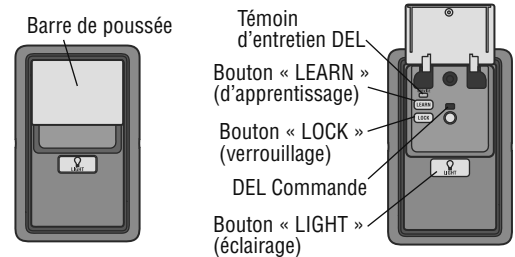 Barre de poussée
LIGHT
Témoin
d'entretien DEL
Bouton « LEARN »
(d'apprentissage)
Bouton « LOCK »
(verrouillage)
DEL Commande
Bouton « LIGHT »
(éclairage)
LEARN
LOCK
LIGHT